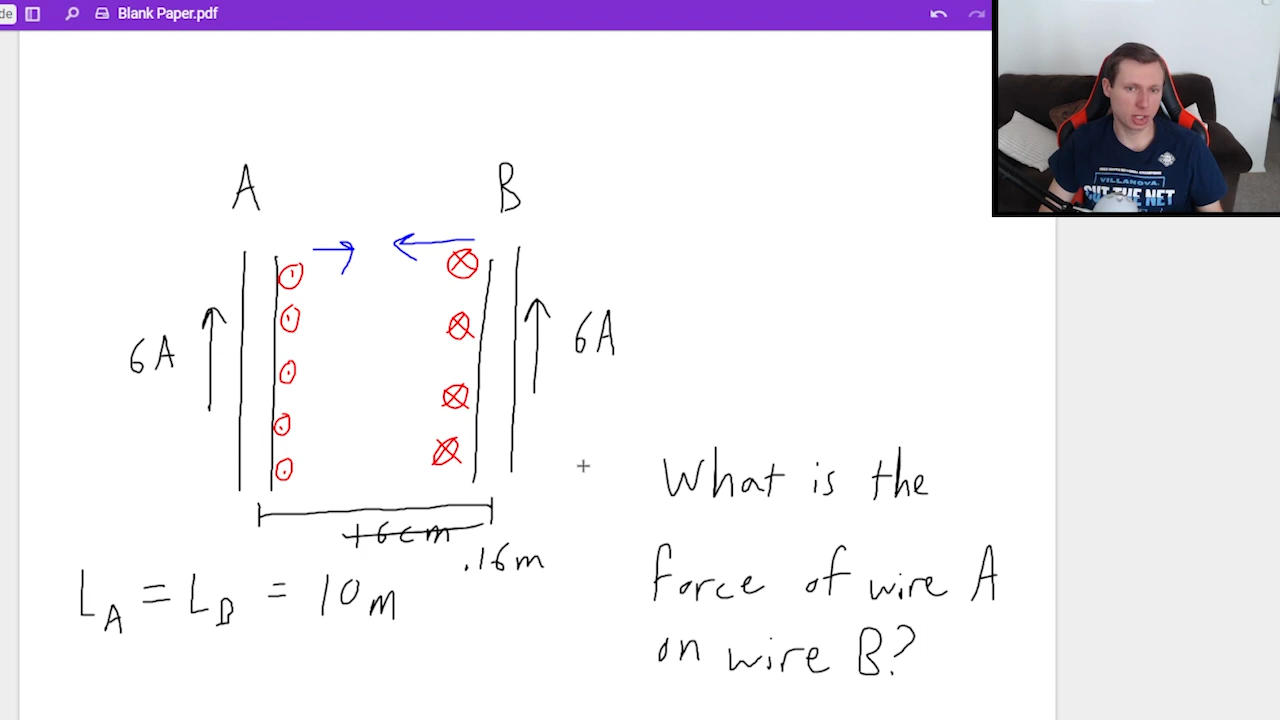 de
Blank Paper.pdf
VILLANOVA
CUT THE NET
A B
6A 6A
16cm
.16m
L_A = L_B = 10m
What is the
force of wire A
on wire B?